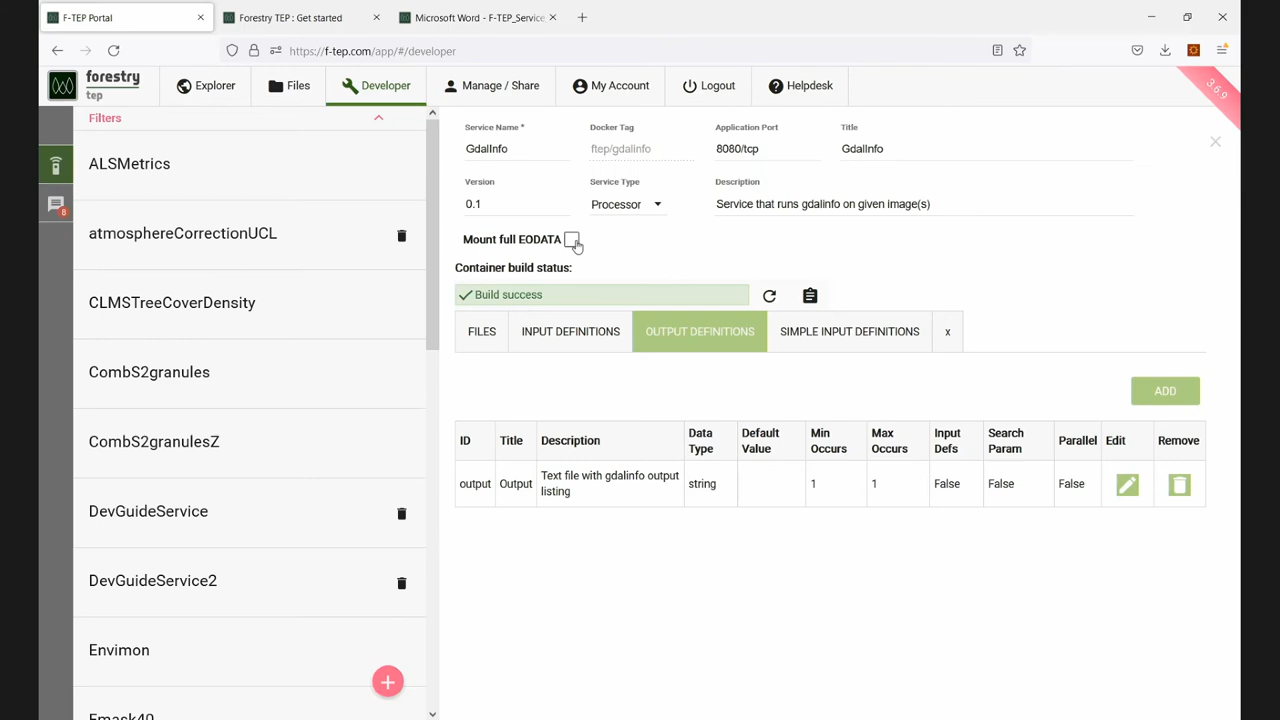 F-TEP Portal
Forestry TEP : Get started
Microsoft Word - F-TEP_Service
https://f-tep.com/app/#/developer
forestry
tep
Explorer
Files
Developer
Manage / Share
My Account
Logout
Helpdesk
3.6.9
Filters
8
ALSMetrics
atmosphereCorrectionUCL
CLMSTreeCoverDensity
CombS2granules
CombS2granulesZ
DevGuideService
DevGuideService2
Envimon
Fmask40
Service Name *
Docker Tag
Application Port
Title
GdalInfo
ftep/gdalinfo
8080/tcp
GdalInfo
Version
Service Type
Description
0.1
Processor
Service that runs gdalinfo on given image(s)
Mount full EODATA
Container build status:
Build success
FILES
INPUT DEFINITIONS
OUTPUT DEFINITIONS
SIMPLE INPUT DEFINITIONS
x
ADD
ID
Title
Description
Data
Type
Default
Value
Min
Occurs
Max
Occurs
Input
Defs
Search
Param
Parallel
Edit
Remove
output
Output
Text file with gdalinfo output
listing
string
1
1
False
False
False